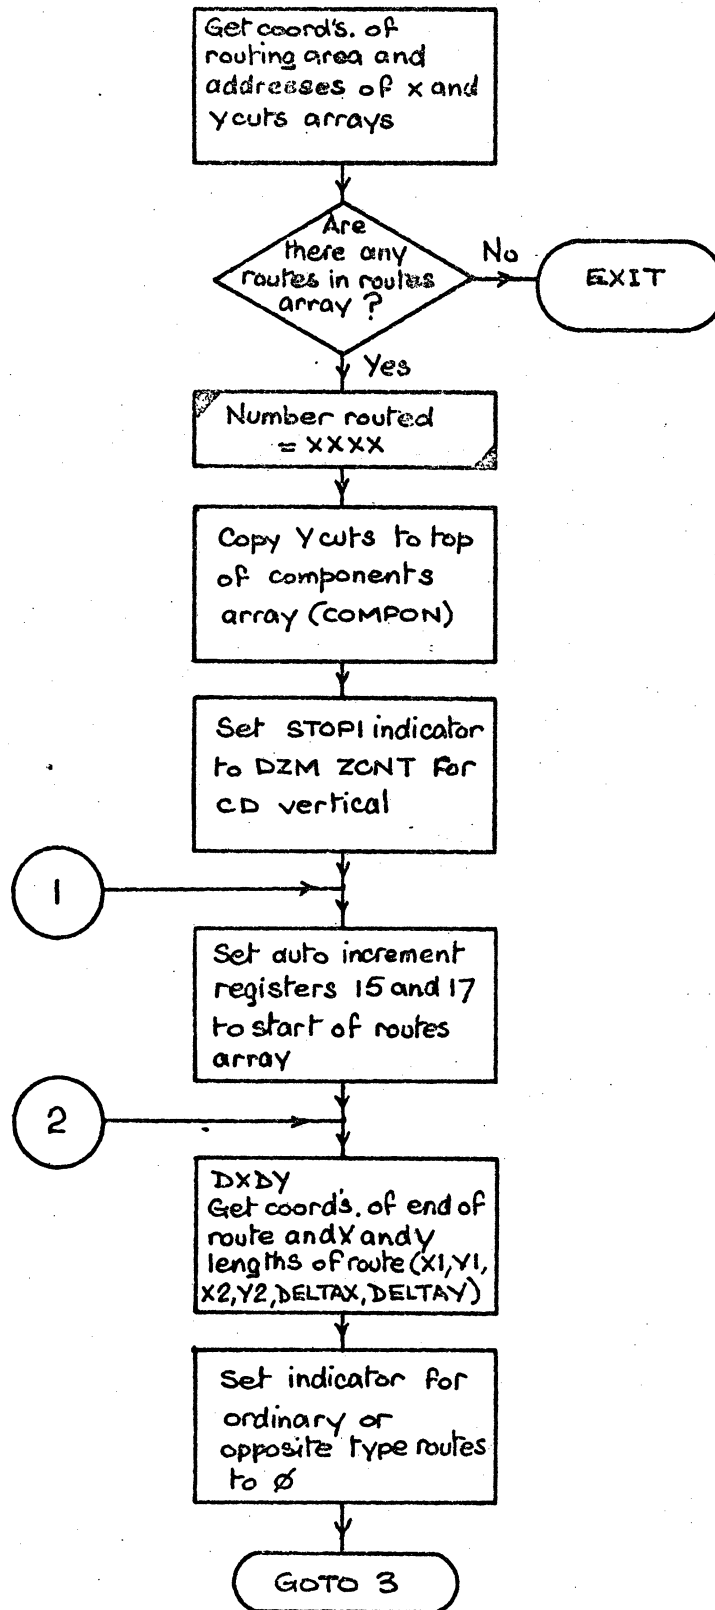 Get coord's. of
routing area and
addresses of x and
y cuts arrays
Are
there any
routes in routes
array ?
No
EXIT
Yes
Number routed
= XXXX
Copy Y cuts to top
of components
array (COMPON)
Set STOP1 indicator
to DZM ZCNT for
CD vertical
1
Set auto increment
registers 15 and 17
to start of routes
array
2
DXDY
Get coord's. of end of
route and X and Y
lengths of route (X1, Y1,
X2, Y2, DELTAX, DELTAY)
Set indicator for
ordinary or
opposite type routes
to Ø
GOTO 3